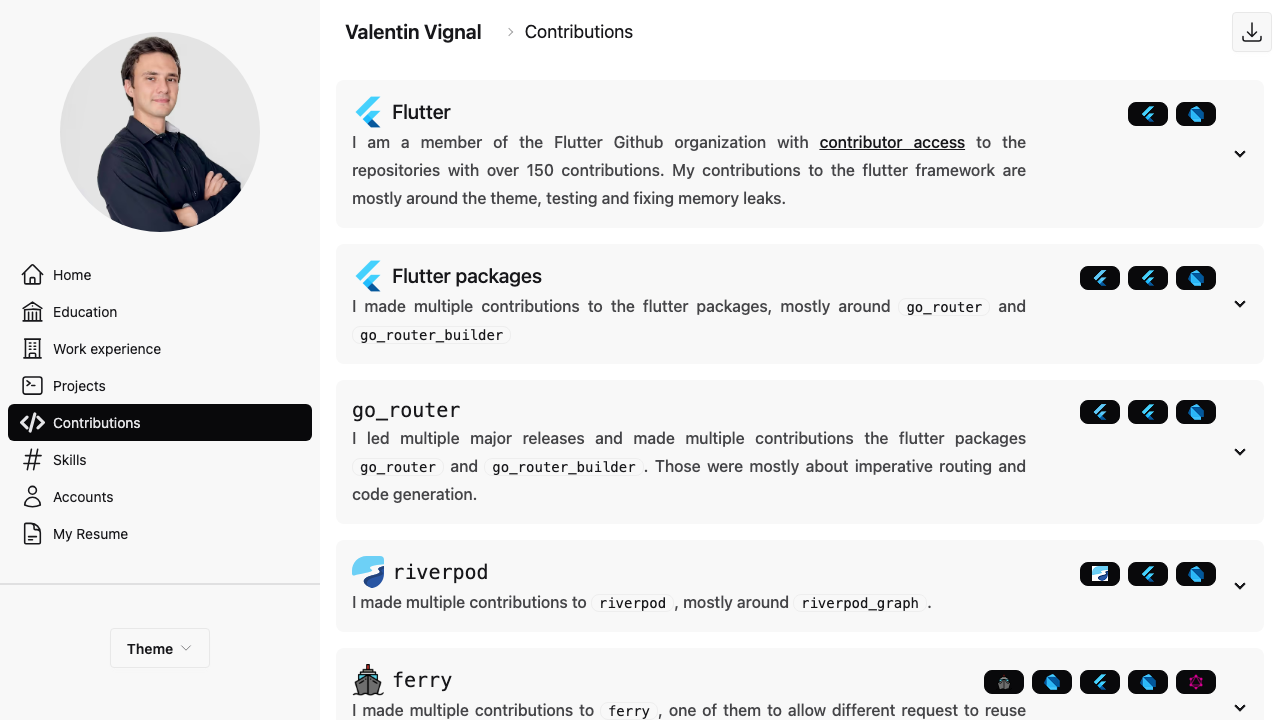 Valentin Vignal
Contributions
Home
Education
Work experience
Projects
Contributions
Skills
Accounts
My Resume
Theme
Flutter
I am a member of the Flutter Github organization with contributor access to the
repositories with over 150 contributions. My contributions to the flutter framework are
mostly around the theme, testing and fixing memory leaks.
Flutter packages
I made multiple contributions to the flutter packages, mostly around go_router and
go_router_builder
go_router
I led multiple major releases and made multiple contributions the flutter packages
go_router and go_router_builder. Those were mostly about imperative routing and
code generation.
riverpod
I made multiple contributions to riverpod, mostly around riverpod_graph.
ferry
I made multiple contributions to ferry, one of them to allow different request to reuse